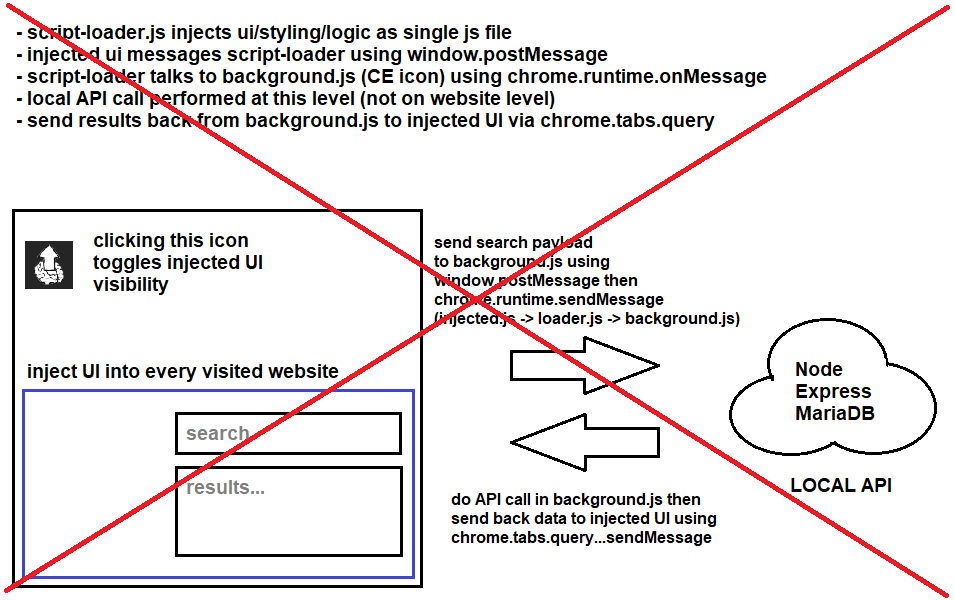 - script-loader.js injects ui/styling/logic as single js file
- injected ui messages script-loader using window.postMessage
- script-loader talks to background.js (CE icon) using chrome.runtime.onMessage
- local API call performed at this level (not on website level)
- send results back from background.js to injected UI via chrome.tabs.query
clicking this icon
toggles injected UI
visibility
send search payload
to background.js using
window.postMessage then
chrome.runtime.sendMessage
(injected.js -> loader.js -> background.js)
inject UI into every visited website
search
results...
Node
Express
MariaDB
LOCAL API
do API call in background.js then
send back data to injected UI using
chrome.tabs.query...sendMessage